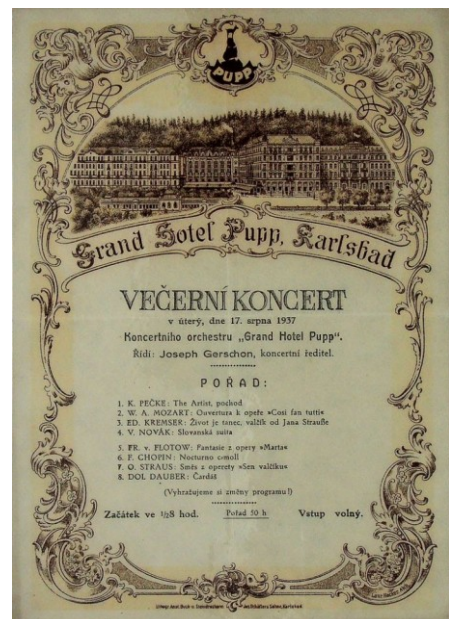 PUPP
Grand Hotel Pupp, Karlsbad
VEČERNÍ KONCERT
v úterý, dne 17. srpna 1937
Koncertního orchestru „Grand Hotel Pupp“.
Řídí: Joseph Gerschon, koncertní ředitel.
POŘAD:
1. K. PEČKE: The Artist, pochod
2. W. A. MOZART: Ouvertura k opeře »Cosi fan tutti«
3. ED. KREMSER: Život je tanec, valčík od Jana Strauße
4. V. NOVÁK: Slovanská suita
5. FR. v. FLOTOW: Pantasie z opery »Marta«
6. F. CHOPIN: Nocturno c-moll
7. O. STRAUS: Směs z operety »Sen valčíku«
8. DOL DAUBER: Čardáš
(Vyhražujeme si změny programu!)
Začátek ve ½8 hod. Pořad 50 h Vstup volný.